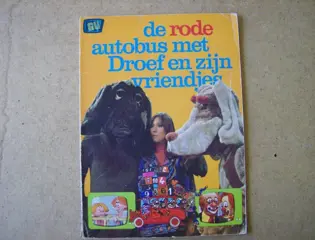 de rode
autobus met
Droef en zijn
vriendjes